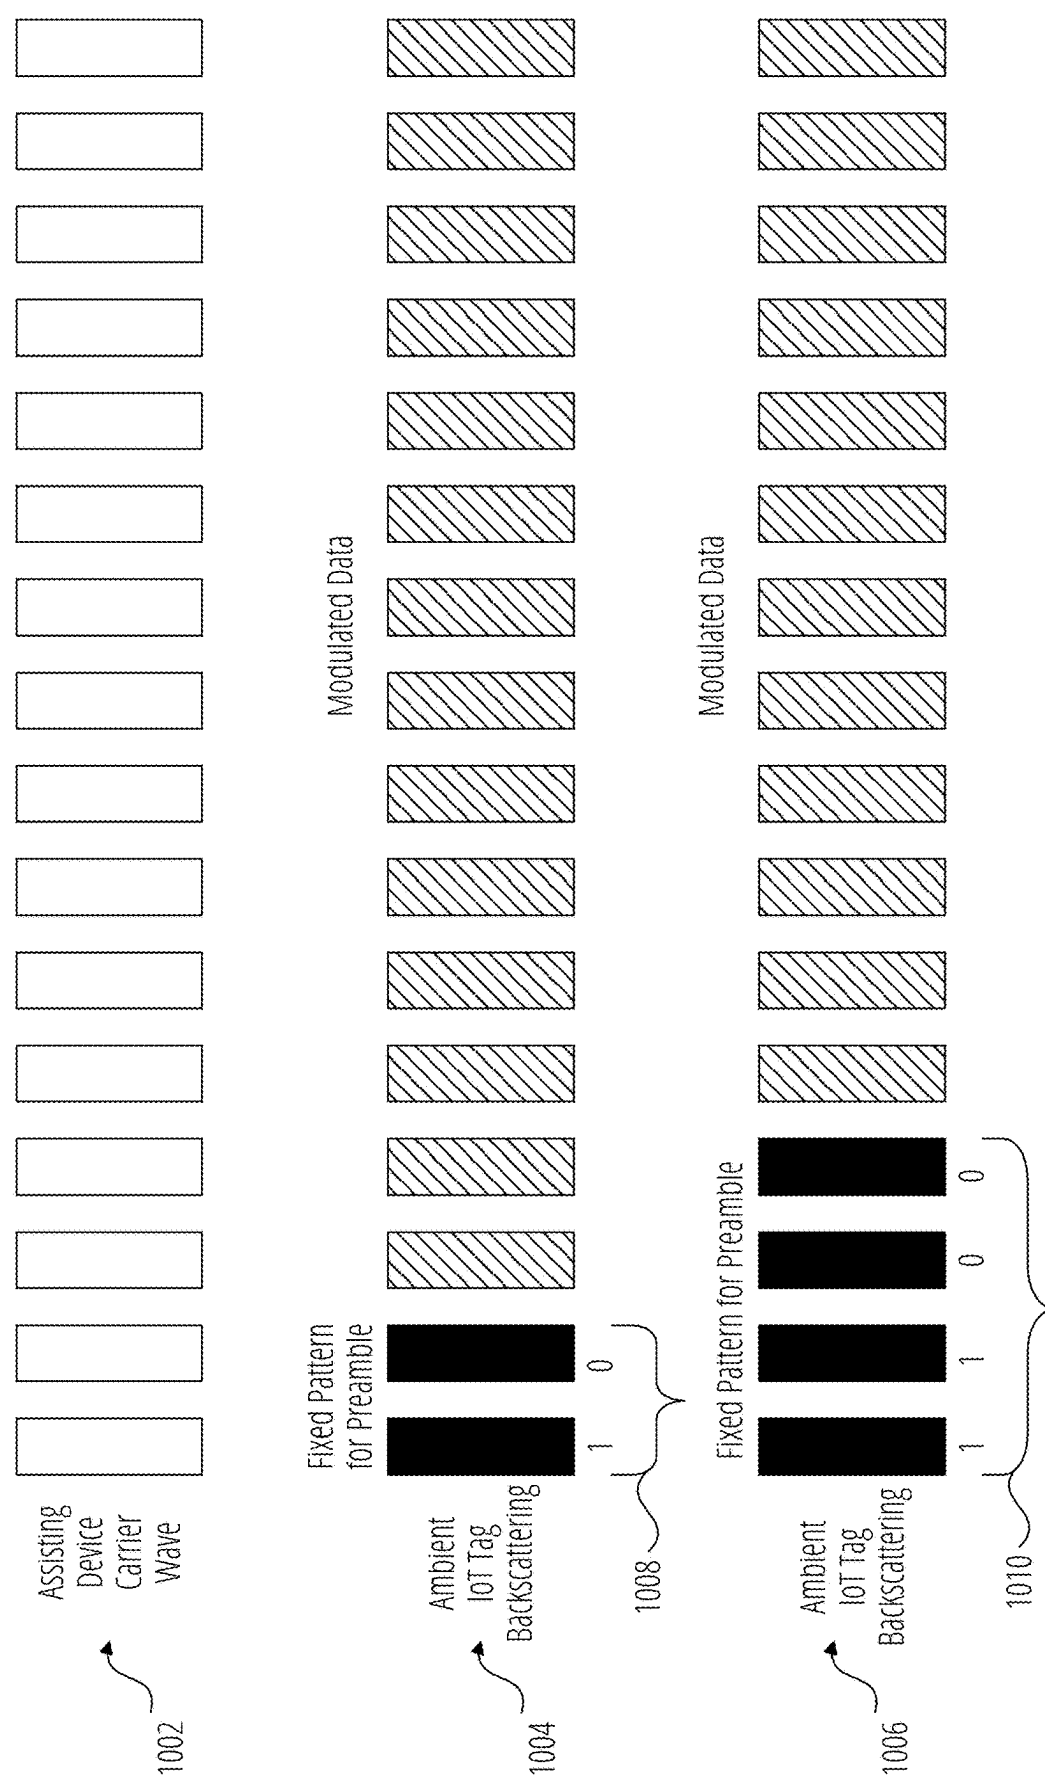 1002
Assisting
Device
Carrier
Wave
Fixed Pattern
for Preamble
Modulated Data
1004
Ambient
IoT Tag
Backscattering
1 0
1008
Fixed Pattern for Preamble
Modulated Data
1006
Ambient
IoT Tag
Backscattering
1 1 0 0
1010